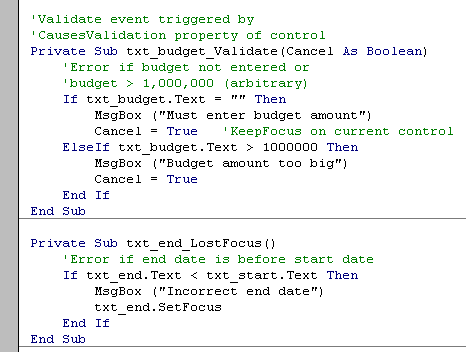 'Validate event triggered by
'CausesValidation property of control
Private Sub txt_budget_Validate(Cancel As Boolean)
    'Error if budget not entered or
    'budget > 1,000,000 (arbitrary)
    If txt_budget.Text = "" Then
        MsgBox ("Must enter budget amount")
        Cancel = True   'KeepFocus on current control
    ElseIf txt_budget.Text > 1000000 Then
        MsgBox ("Budget amount too big")
        Cancel = True
    End If
End Sub
Private Sub txt_end_LostFocus()
    'Error if end date is before start date
    If txt_end.Text < txt_start.Text Then
        MsgBox ("Incorrect end date")
        txt_end.SetFocus
    End If
End Sub